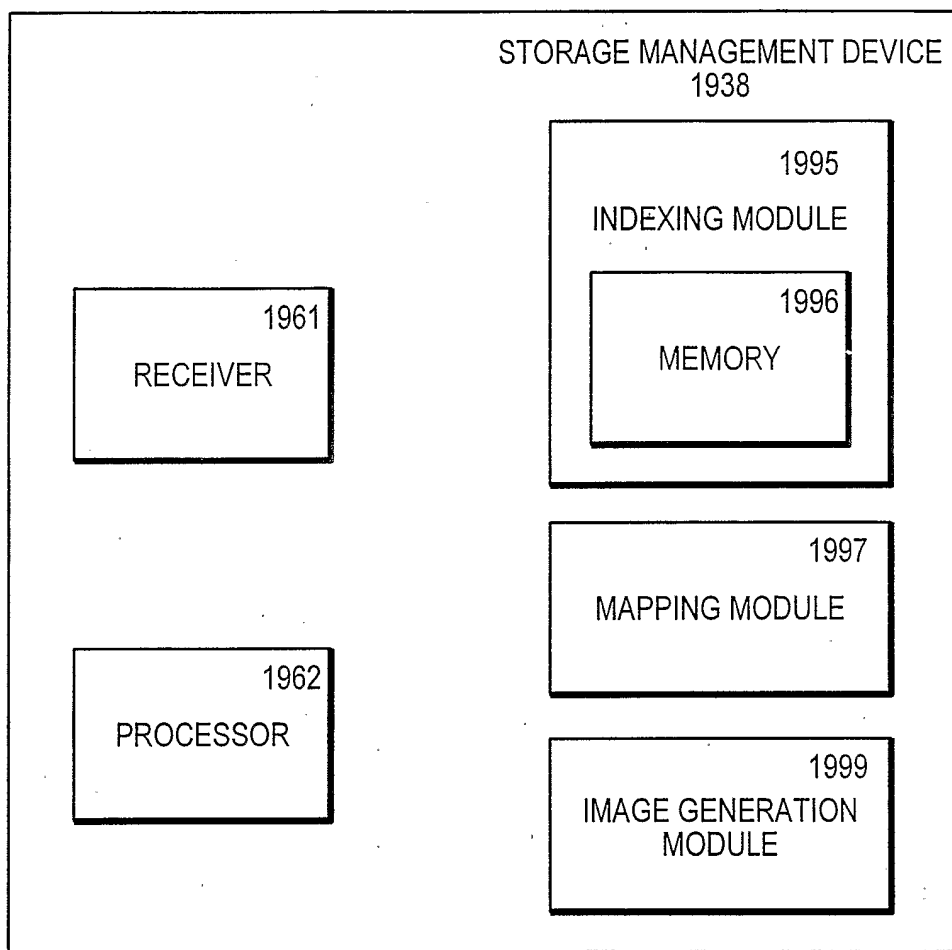 STORAGE MANAGEMENT DEVICE
1938
1995
INDEXING MODULE
1996
MEMORY
1961
RECEIVER
1997
MAPPING MODULE
1962
PROCESSOR
1999
IMAGE GENERATION
MODULE